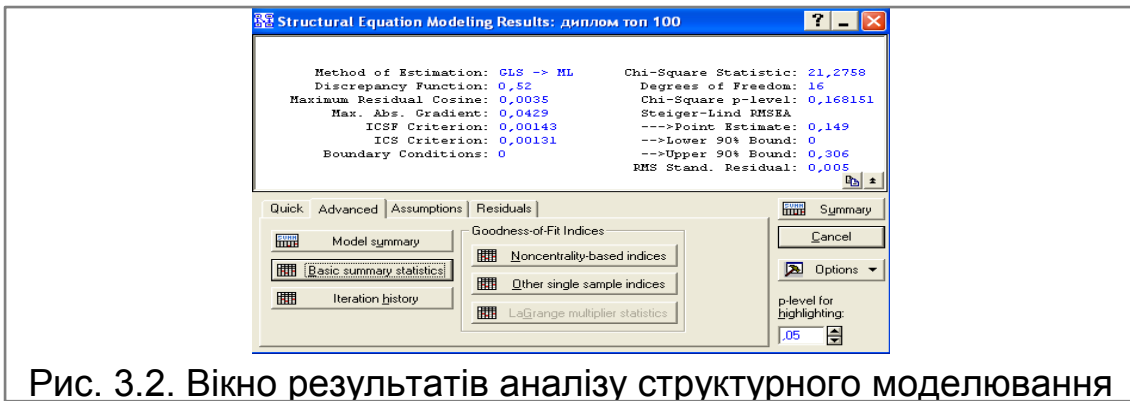 Structural Equation Modeling Results: диплом топ 100
Method of Estimation: GLS -> ML
Discrepancy Function: 0,52
Maximum Residual Cosine: 0,0035
Max. Abs. Gradient: 0,0429
ICSF Criterion: 0,00143
ICS Criterion: 0,00131
Boundary Conditions: 0
Chi-Square Statistic: 21,2758
Degrees of Freedom: 16
Chi-Square p-level: 0,168151
Steiger-Lind RMSEA
--->Point Estimate: 0,149
-->Lower 90% Bound: 0
-->Upper 90% Bound: 0,306
RMS Stand. Residual: 0,005
Quick Advanced Assumptions Residuals
Model summary
Basic summary statistics
Iteration history
Goodness-of-Fit Indices
Noncentrality-based indices
Other single sample indices
LaGrange multiplier statistics
Summary
Cancel
Options
p-level for
highlighting:
,05
Рис. 3.2. Вікно результатів аналізу структурного моделювання